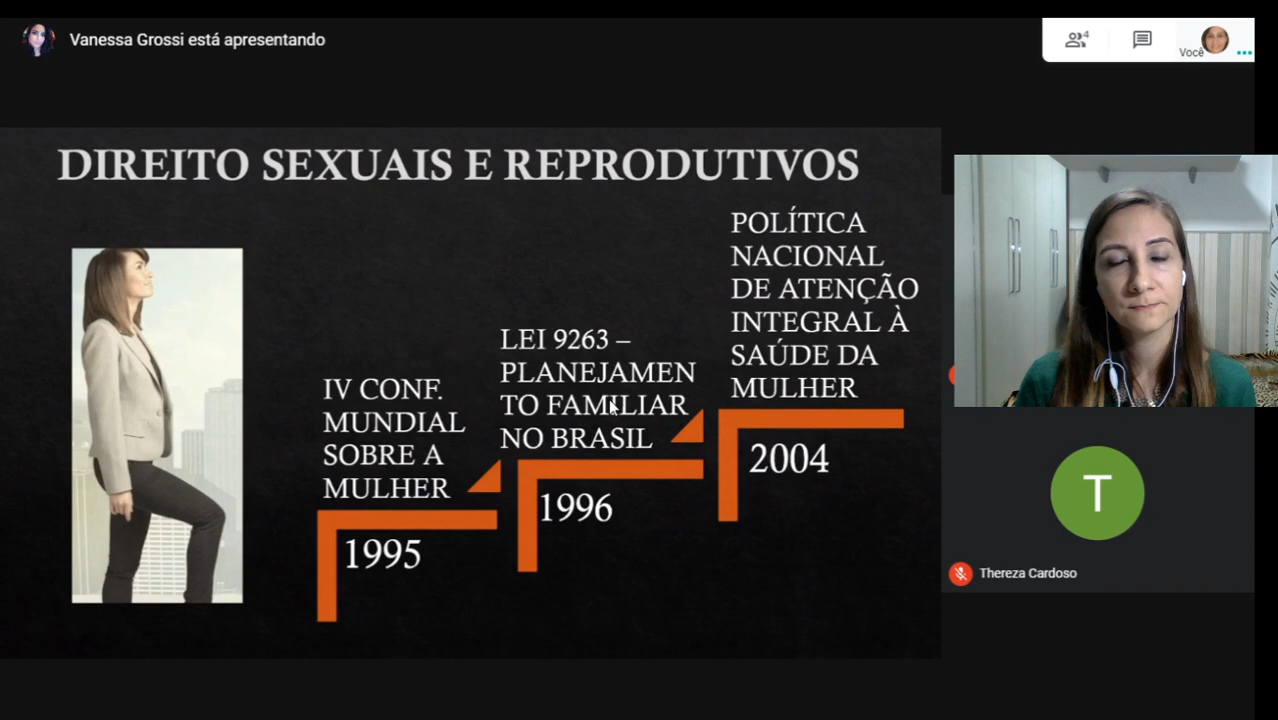 Vanessa Grossi está apresentando
4
Você
DIREITO SEXUAIS E REPRODUTIVOS
IV CONF.
MUNDIAL
SOBRE A
MULHER
1995
LEI 9263 –
PLANEJAMEN
TO FAMILIAR
NO BRASIL
1996
POLÍTICA
NACIONAL
DE ATENÇÃO
INTEGRAL À
SAÚDE DA
MULHER
2004
T
Thereza Cardoso